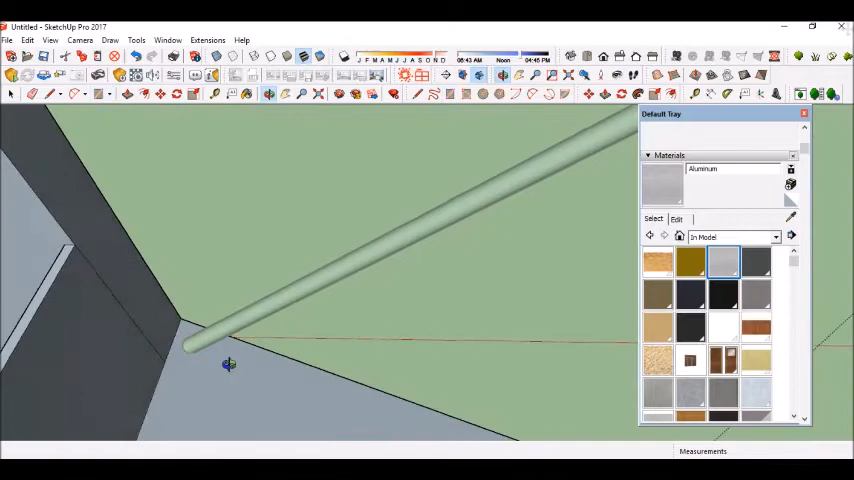 Untitled - SketchUp Pro 2017
File Edit View Camera Draw Tools Window Extensions Help
J F M A M J J A S O N D
06:43 AM Noon 04:45 PM
Default Tray
Materials
Aluminum
Select Edit
In Model
Measurements